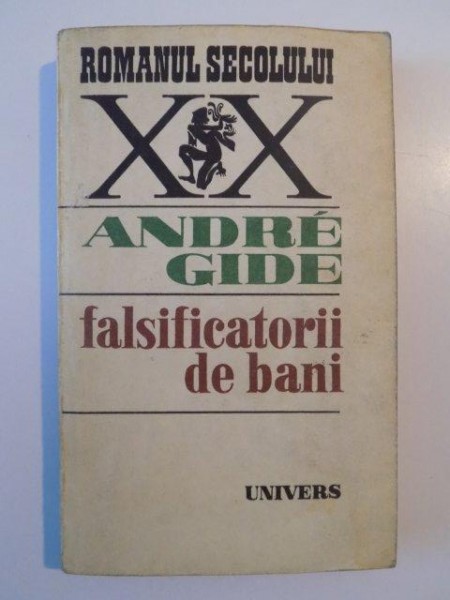 ROMANUL SECOLULUI
XX
ANDRÉ
GIDE
falsificatorii
de bani
UNIVERS